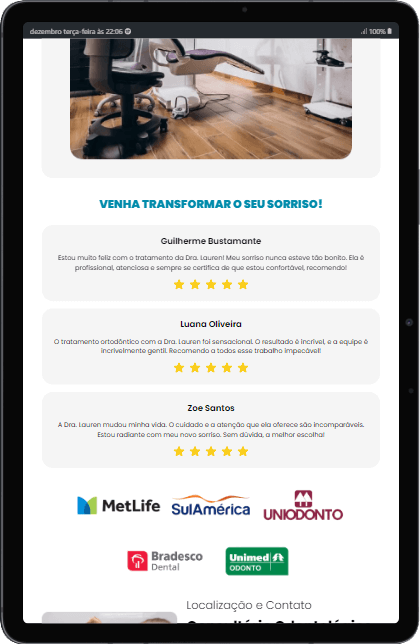 dezembro terça-feira às 22:06
100%
VENHA TRANSFORMAR O SEU SORRISO!
Guilherme Bustamante
Estou muito feliz com o tratamento da Dra. Lauren! Meu sorriso nunca esteve tão bonito. Ela é
profissional, atenciosa e sempre se certifica de que estou confortável, recomendo!
Luana Oliveira
O tratamento ortodôntico com a Dra. Lauren foi sensacional. O resultado é incrível, e a equipe é
incrivelmente gentil. Recomendo a todos esse trabalho impecável!
Zoe Santos
A Dra. Lauren mudou minha vida. O cuidado e a atenção que ela oferece são incomparáveis.
Estou radiante com meu novo sorriso. Sem dúvida, a melhor escolha!
MetLife SulAmérica UNIODONTO
Bradesco Dental Unimed ODONTO
Localização e Contato